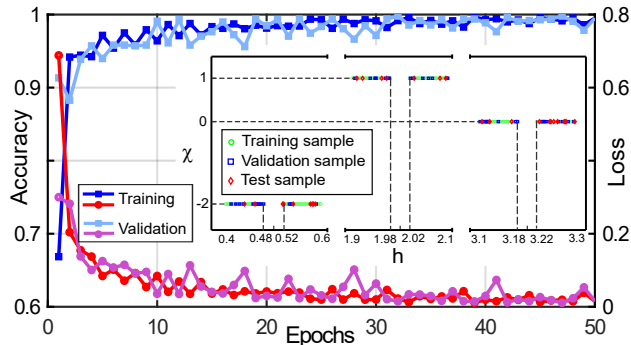 1
0.9
0.8
0.7
0.6
Accuracy
0.8
0.6
0.4
0.2
0
Loss
0
10
20
30
40
50
Epochs
Training
Validation
1
0
-2
χ
Training sample
Validation sample
Test sample
0.4 0.48 0.52 0.6
1.9 1.98 2.02 2.1
3.1 3.18 3.22 3.3
h